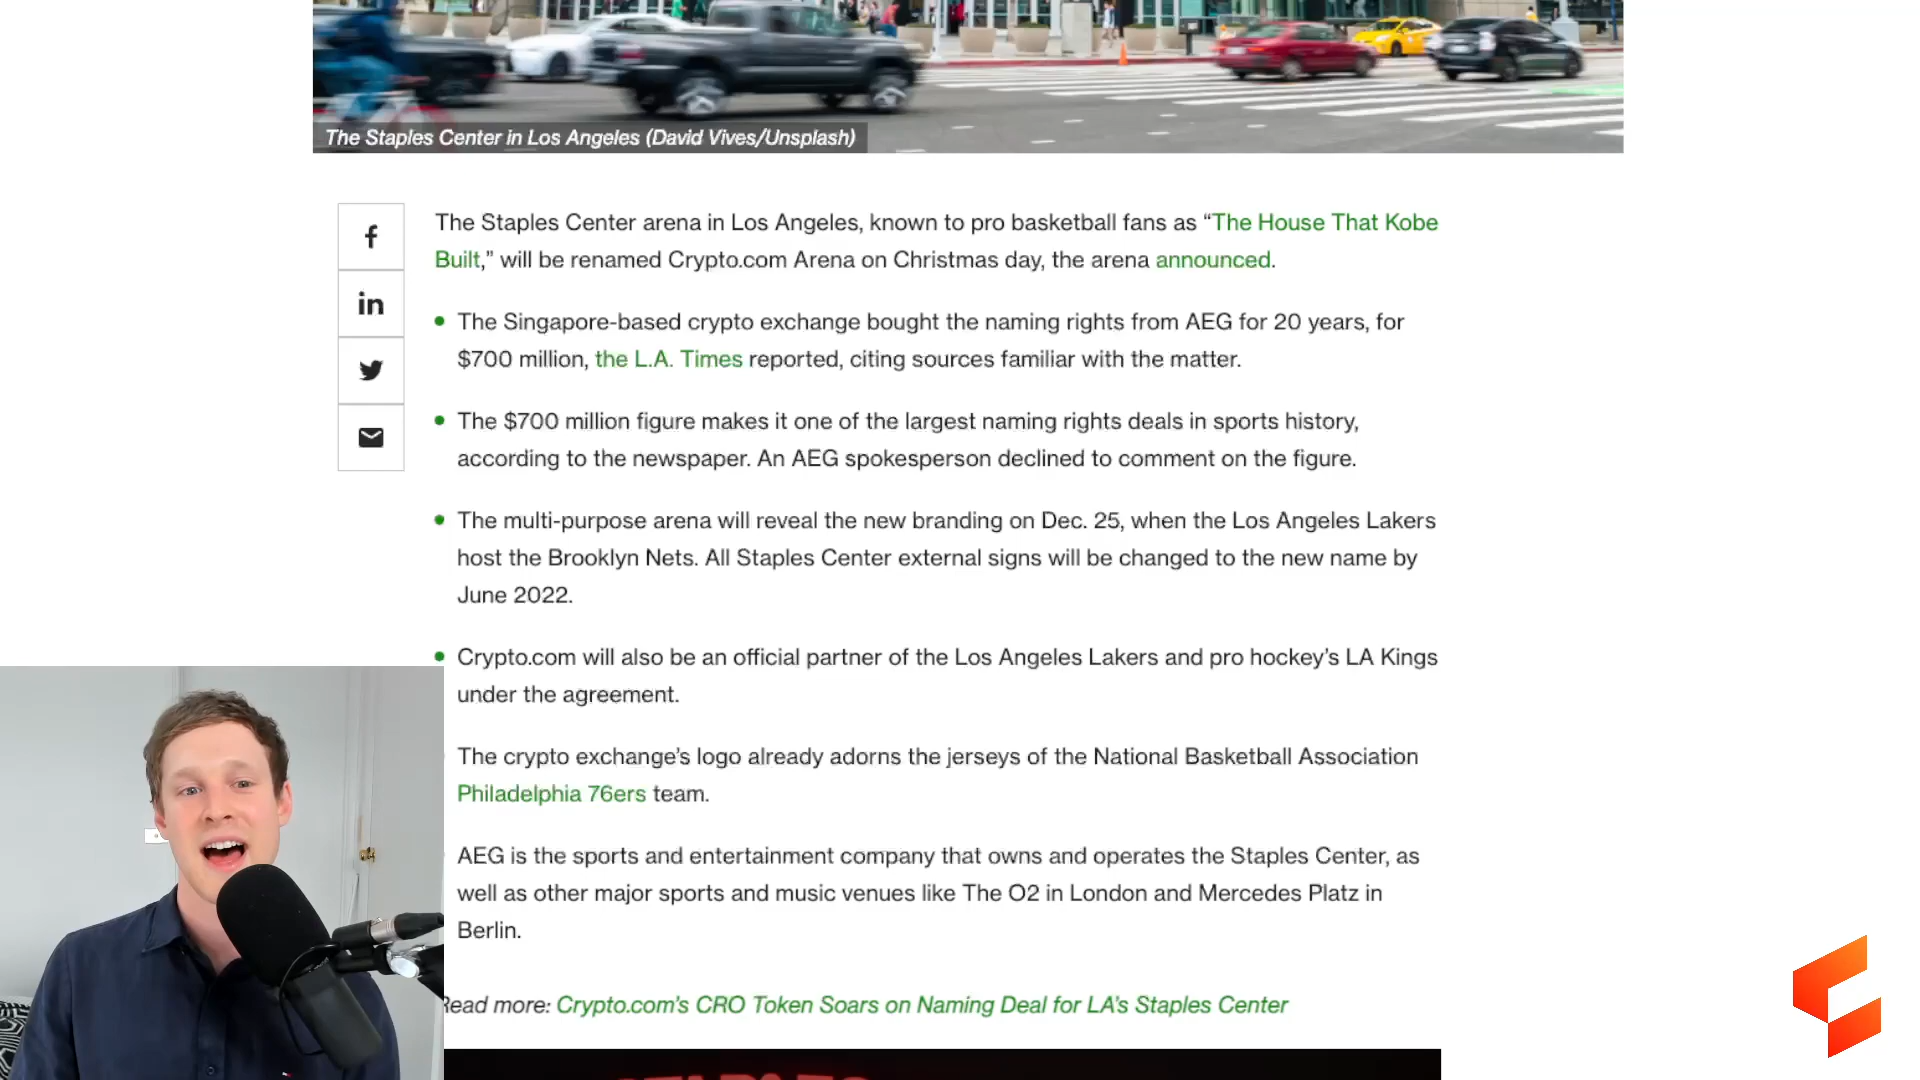 The Staples Center in Los Angeles (David Vives/Unsplash)
The Staples Center arena in Los Angeles, known to pro basketball fans as “The House That Kobe
Built,” will be renamed Crypto.com Arena on Christmas day, the arena announced.
The Singapore-based crypto exchange bought the naming rights from AEG for 20 years, for
$700 million, the L.A. Times reported, citing sources familiar with the matter.
The $700 million figure makes it one of the largest naming rights deals in sports history,
according to the newspaper. An AEG spokesperson declined to comment on the figure.
The multi-purpose arena will reveal the new branding on Dec. 25, when the Los Angeles Lakers
host the Brooklyn Nets. All Staples Center external signs will be changed to the new name by
June 2022.
Crypto.com will also be an official partner of the Los Angeles Lakers and pro hockey’s LA Kings
under the agreement.
The crypto exchange’s logo already adorns the jerseys of the National Basketball Association
Philadelphia 76ers team.
AEG is the sports and entertainment company that owns and operates the Staples Center, as
well as other major sports and music venues like The O2 in London and Mercedes Platz in
Berlin.
Read more: Crypto.com’s CRO Token Soars on Naming Deal for LA’s Staples Center